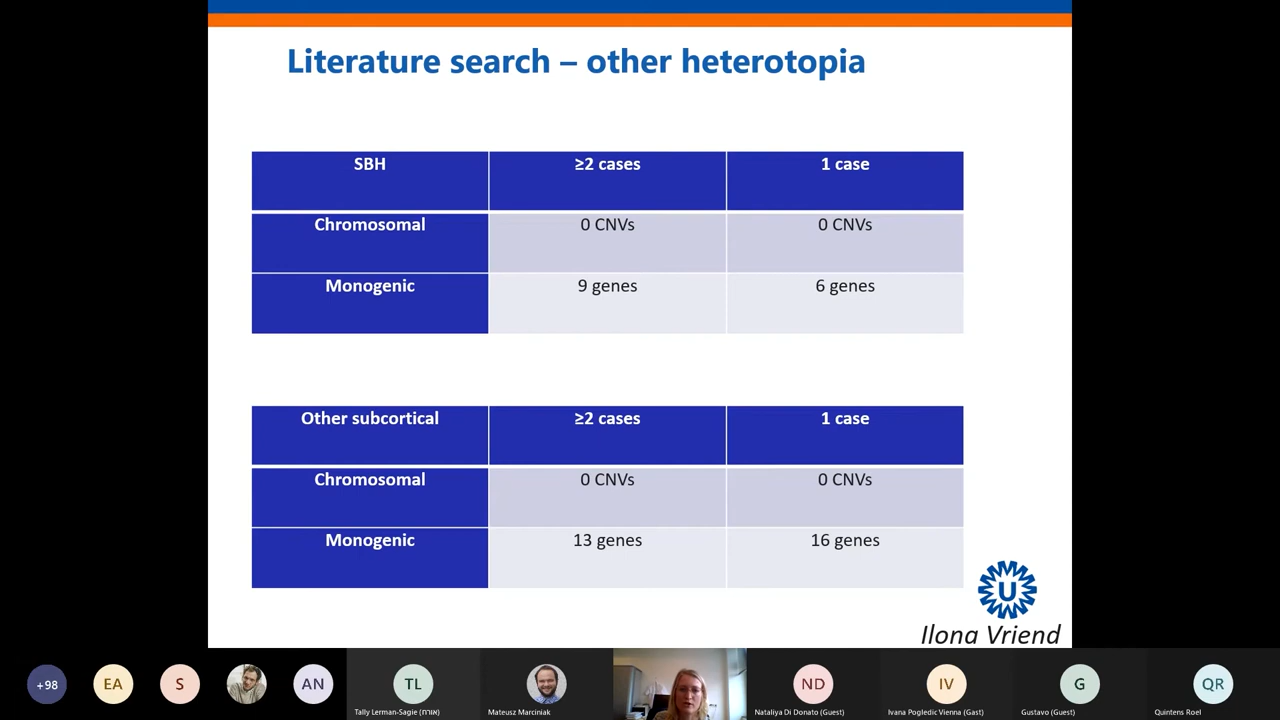 Literature search – other heterotopia
SBH ≥2 cases 1 case
Chromosomal 0 CNVs 0 CNVs
Monogenic 9 genes 6 genes
Other subcortical ≥2 cases 1 case
Chromosomal 0 CNVs 0 CNVs
Monogenic 13 genes 16 genes
U
Ilona Vriend
+98 EA S AN TL ND IV G QR
Tally Lerman-Sagie (אורח) Mateusz Marciniak Nataliya Di Donato (Guest) Ivana Pogledic Vienna (Gast) Gustavo (Guest) Quintens Roel